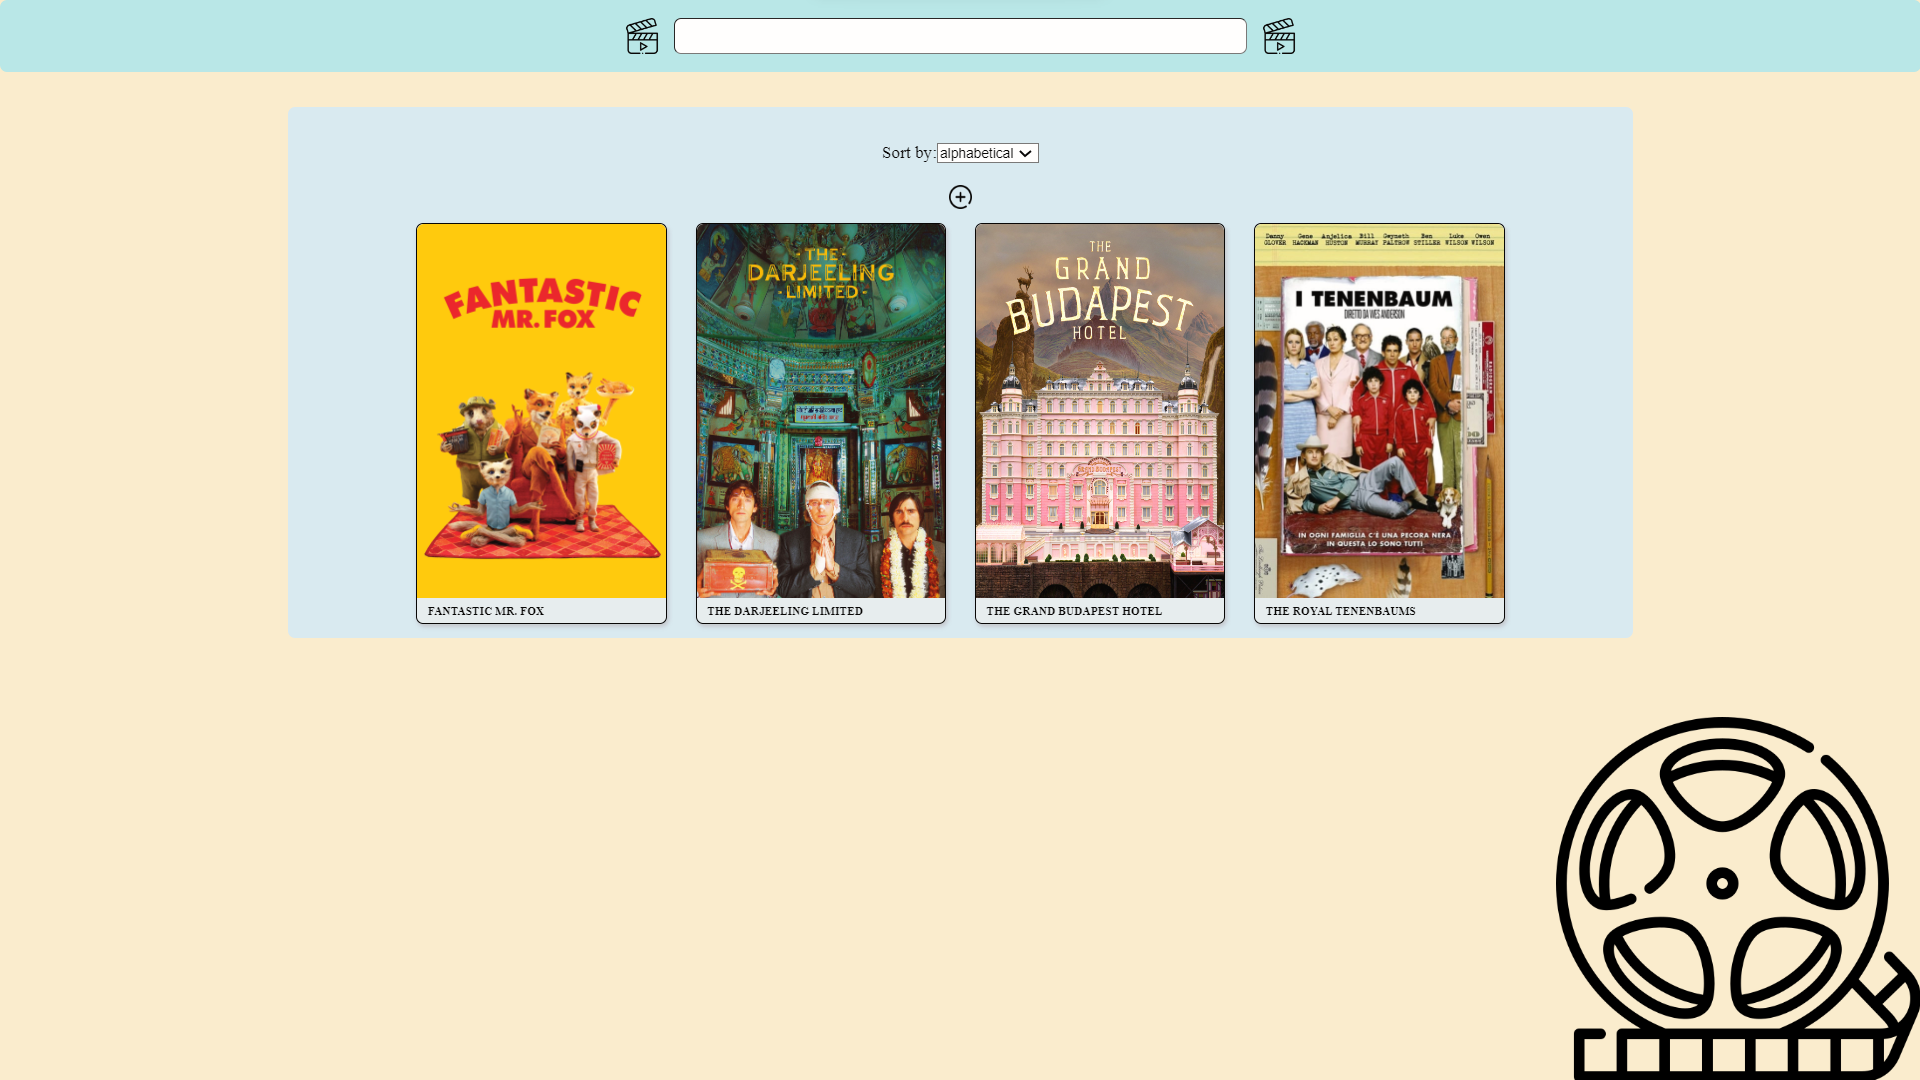 Sort by: alphabetical
FANTASTIC
MR. FOX
FANTASTIC MR. FOX
· THE ·
DARJEELING
· LIMITED ·
THE DARJEELING LIMITED
THE
GRAND
BUDAPEST
HOTEL
GRAND BUDAPEST
THE GRAND BUDAPEST HOTEL
Danny Gene Anjelica Bill Gwyneth Ben Luke Owen
GLOVER HACKMAN HUSTON MURRAY PALTROW STILLER WILSON WILSON
I TENENBAUM
DIRETTO DA WES ANDERSON
IN OGNI FAMIGLIA C'È UNA PECORA NERA
IN QUESTA LO SONO TUTTI
THE ROYAL TENENBAUMS